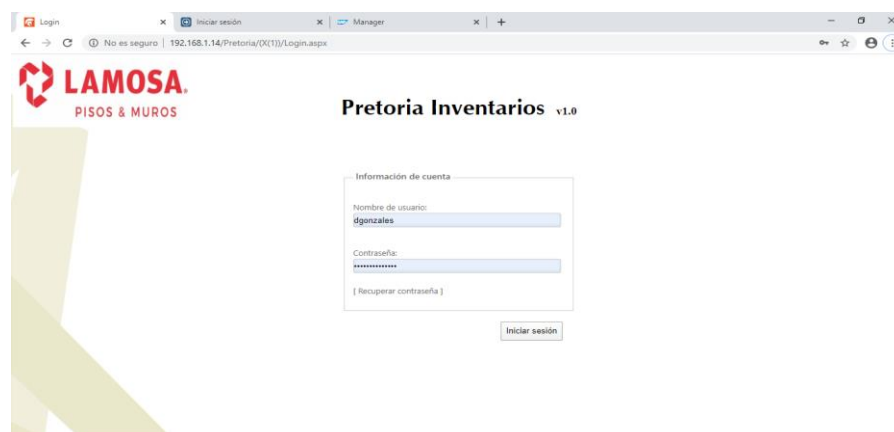 Login
Iniciar sesión
Manager
No es seguro | 192.168.1.14/Pretoria/(X(1))/Login.aspx
LAMOSA.
PISOS & MUROS
Pretoria Inventarios v1.0
Información de cuenta
Nombre de usuario:
dgonzales
Contraseña:
••••••••••••••
[ Recuperar contraseña ]
Iniciar sesión